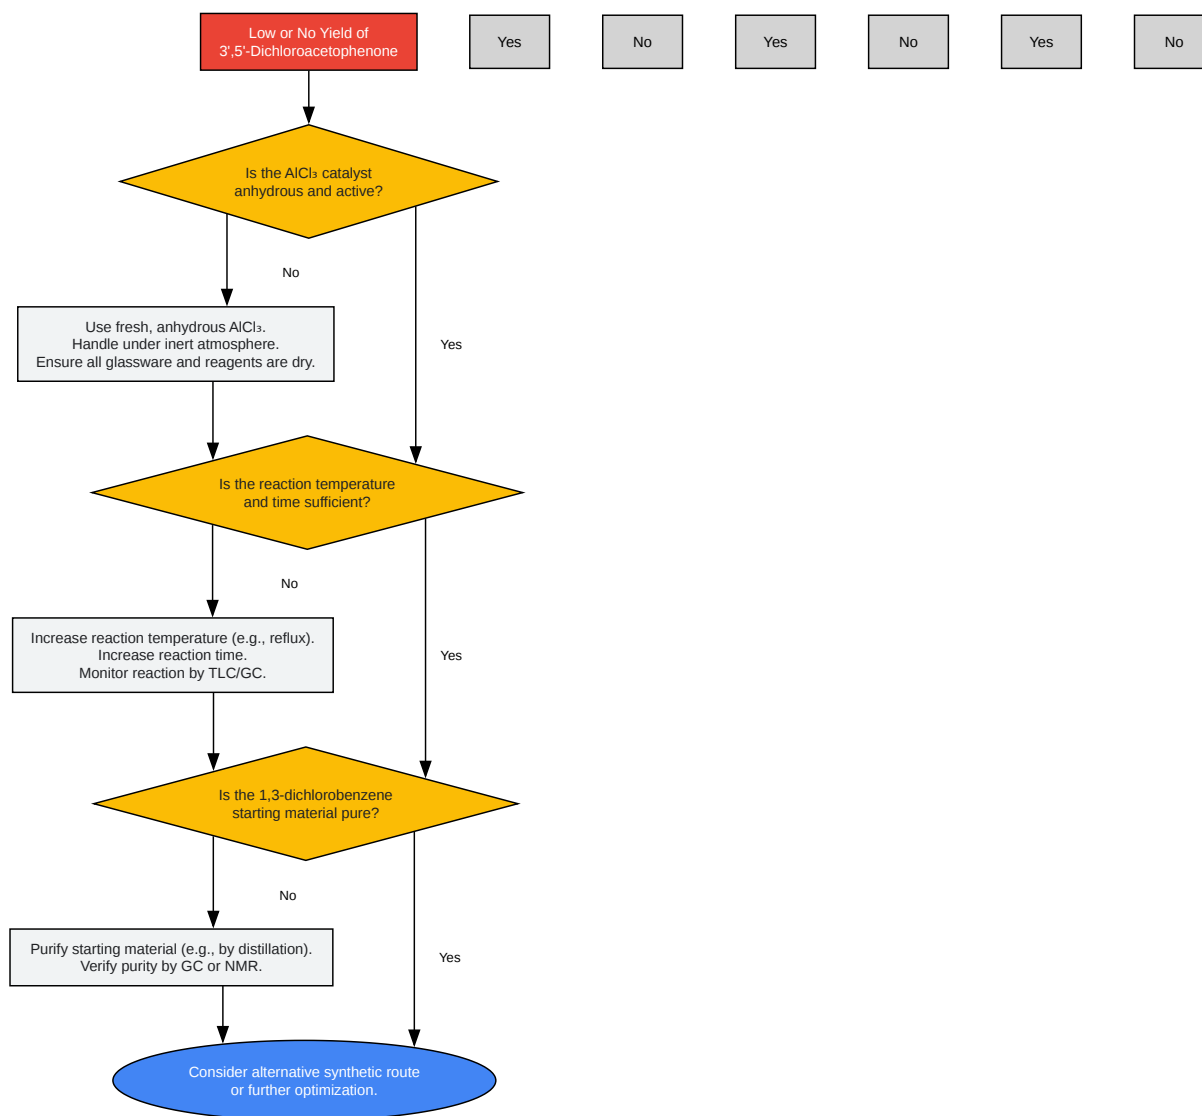 Low or No Yield of
3',5'-Dichloroacetophenone
Yes
No
Yes
No
Yes
No
Is the AlCl₃ catalyst
anhydrous and active?
No
Use fresh, anhydrous AlCl₃.
Handle under inert atmosphere.
Ensure all glassware and reagents are dry.
Yes
Is the reaction temperature
and time sufficient?
No
Increase reaction temperature (e.g., reflux).
Increase reaction time.
Monitor reaction by TLC/GC.
Yes
Is the 1,3-dichlorobenzene
starting material pure?
No
Purify starting material (e.g., by distillation).
Verify purity by GC or NMR.
Yes
Consider alternative synthetic route
or further optimization.